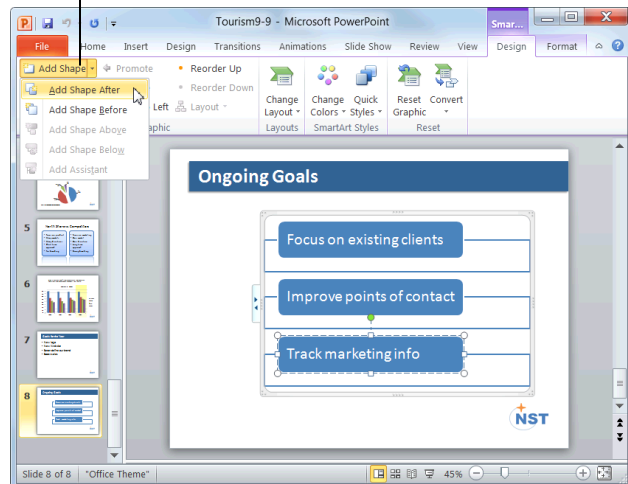 Tourism9-9 - Microsoft PowerPoint
Smar...
File Home Insert Design Transitions Animations Slide Show Review View Design Format
Add Shape Promote Reorder Up
Add Shape After
Add Shape Before
Add Shape Above
Add Shape Below
Add Assistant
Reorder Down
Left Layout
Change Layout
Change Colors
Quick Styles
Reset Graphic
Convert
phic Layouts SmartArt Styles Reset
5
6
7
8
Ongoing Goals
Focus on existing clients
Improve points of contact
Track marketing info
NST
Slide 8 of 8 "Office Theme" 45%